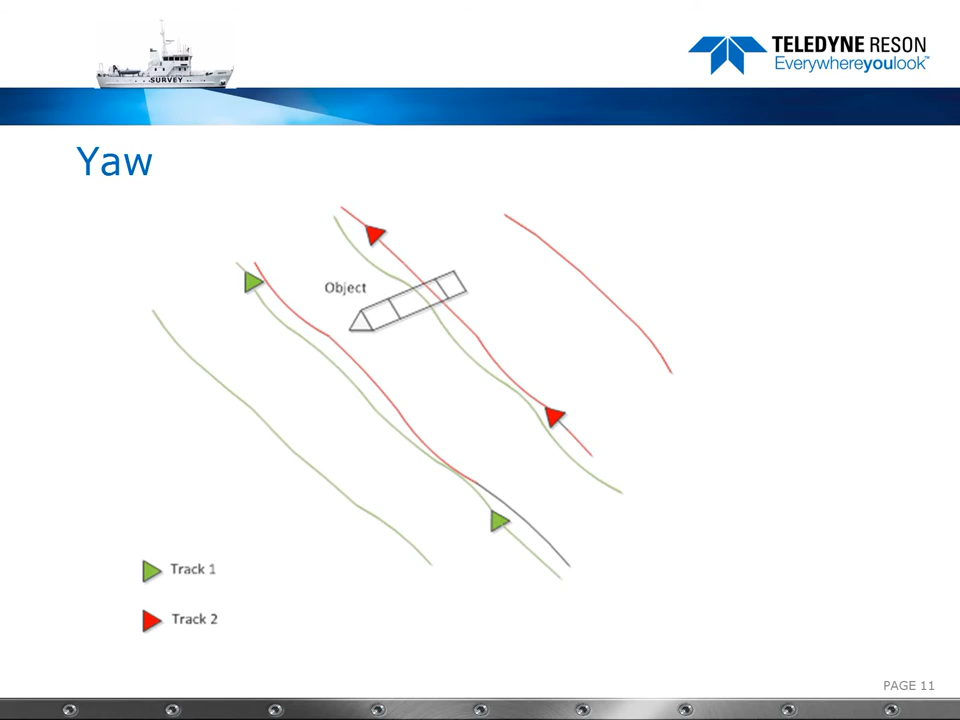 SURVEY
TELEDYNE RESON
Everywhereyoulook™
Yaw
Object
Track 1
Track 2
PAGE 11